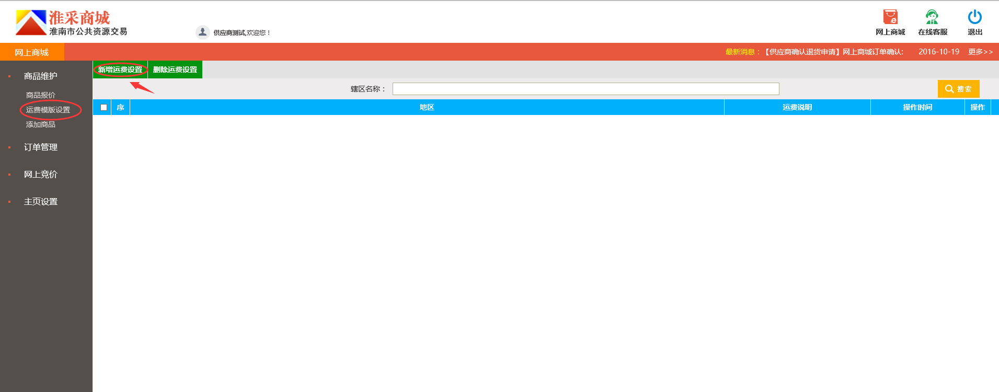 淮采商城
淮南市公共资源交易
供应商测试,欢迎您！
网上商城
在线客服
退出
网上商城
最新消息：【供应商确认退货申请】网上商城订单确认: 2016-10-19 更多>>
商品维护
商品报价
运费模版设置
添加商品
订单管理
网上竞价
主页设置
新增运费设置 删除运费设置
辖区名称： 搜索
序 地区 运费说明 操作时间 操作